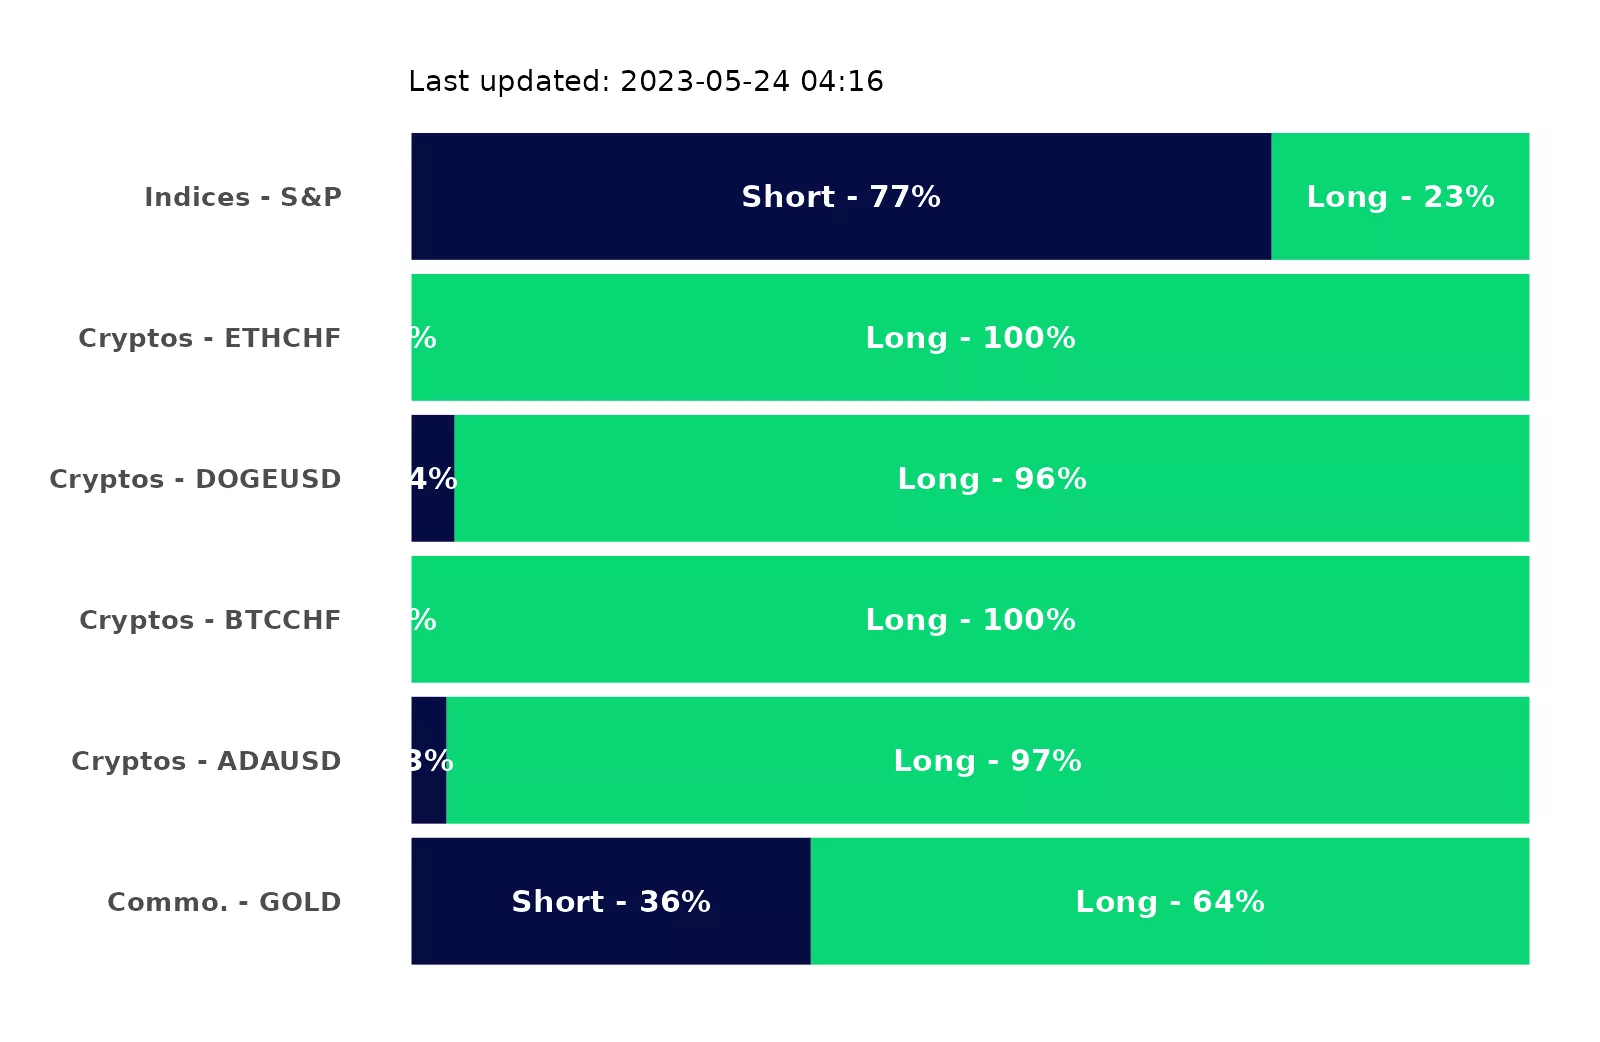 Last updated: 2023-05-24 04:16
Indices - S&P Short - 77% Long - 23%
Cryptos - ETHCHF % Long - 100%
Cryptos - DOGEUSD 4% Long - 96%
Cryptos - BTCCHF % Long - 100%
Cryptos - ADAUSD 3% Long - 97%
Commo. - GOLD Short - 36% Long - 64%